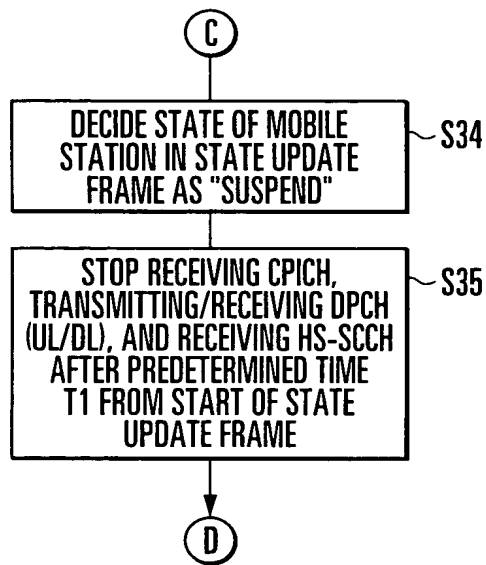 C
DECIDE STATE OF MOBILE
STATION IN STATE UPDATE
FRAME AS "SUSPEND"
S34
STOP RECEIVING CPICH,
TRANSMITTING/RECEIVING DPCH
(UL/DL), AND RECEIVING HS-SCCH
AFTER PREDETERMINED TIME
T1 FROM START OF STATE
UPDATE FRAME
S35
D